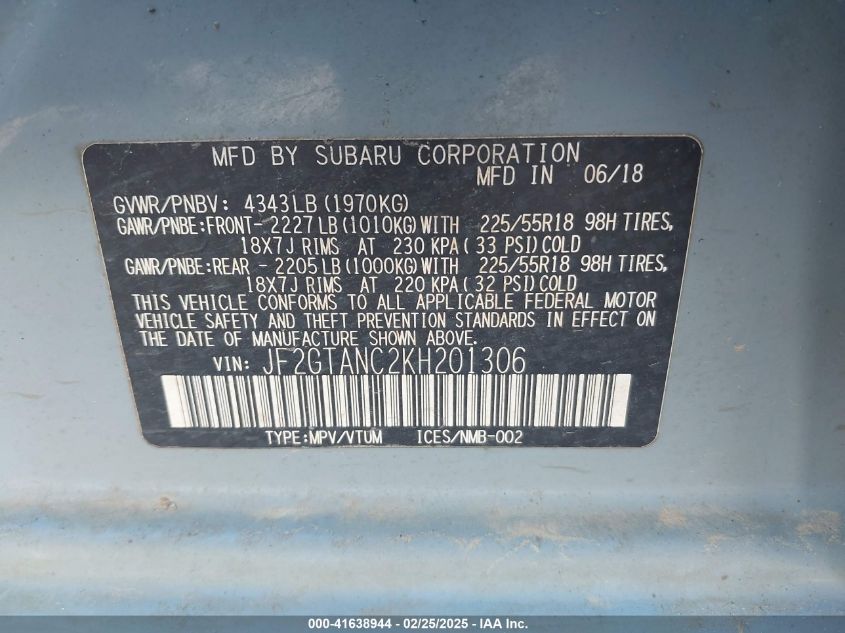 MFD BY SUBARU CORPORATION
MFD IN 06/18
GVWR/PNBV: 4343LB (1970KG)
GAWR/PNBE:FRONT- 2227LB (1010KG)WITH 225/55R18 98H TIRES,
18X7J RIMS AT 230 KPA( 33 PSI)COLD
GAWR/PNBE:REAR - 2205LB (1000KG)WITH 225/55R18 98H TIRES,
18X7J RIMS AT 220 KPA( 32 PSI)COLD
THIS VEHICLE CONFORMS TO ALL APPLICABLE FEDERAL MOTOR
VEHICLE SAFETY AND THEFT PREVENTION STANDARDS IN EFFECT ON
THE DATE OF MANUFACTURE SHOWN ABOVE.
VIN: JF2GTANC2KH201306
TYPE:MPV/VTUM ICES/NMB-002
000-41638944 - 02/25/2025 - IAA Inc.